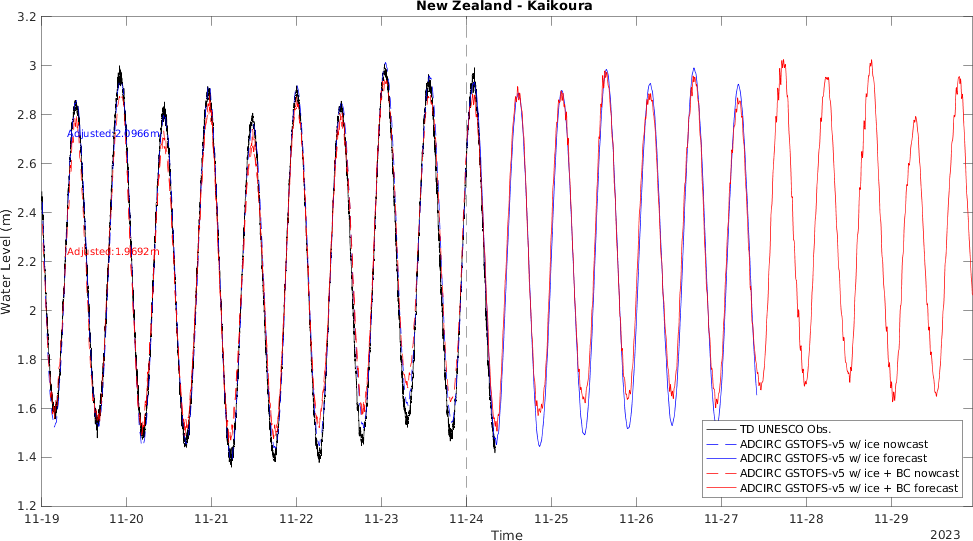 New Zealand - Kaikoura
3.2
3
2.8
2.6
2.4
2.2
2
1.8
1.6
1.4
1.2
Water Level (m)
Adjusted:2.0966m
Adjusted:1.9692m
TD UNESCO Obs.
ADCIRC GSTOFS-v5 w/ ice nowcast
ADCIRC GSTOFS-v5 w/ ice forecast
ADCIRC GSTOFS-v5 w/ ice + BC nowcast
ADCIRC GSTOFS-v5 w/ ice + BC forecast
11-19 11-20 11-21 11-22 11-23 11-24 11-25 11-26 11-27 11-28 11-29
Time
2023